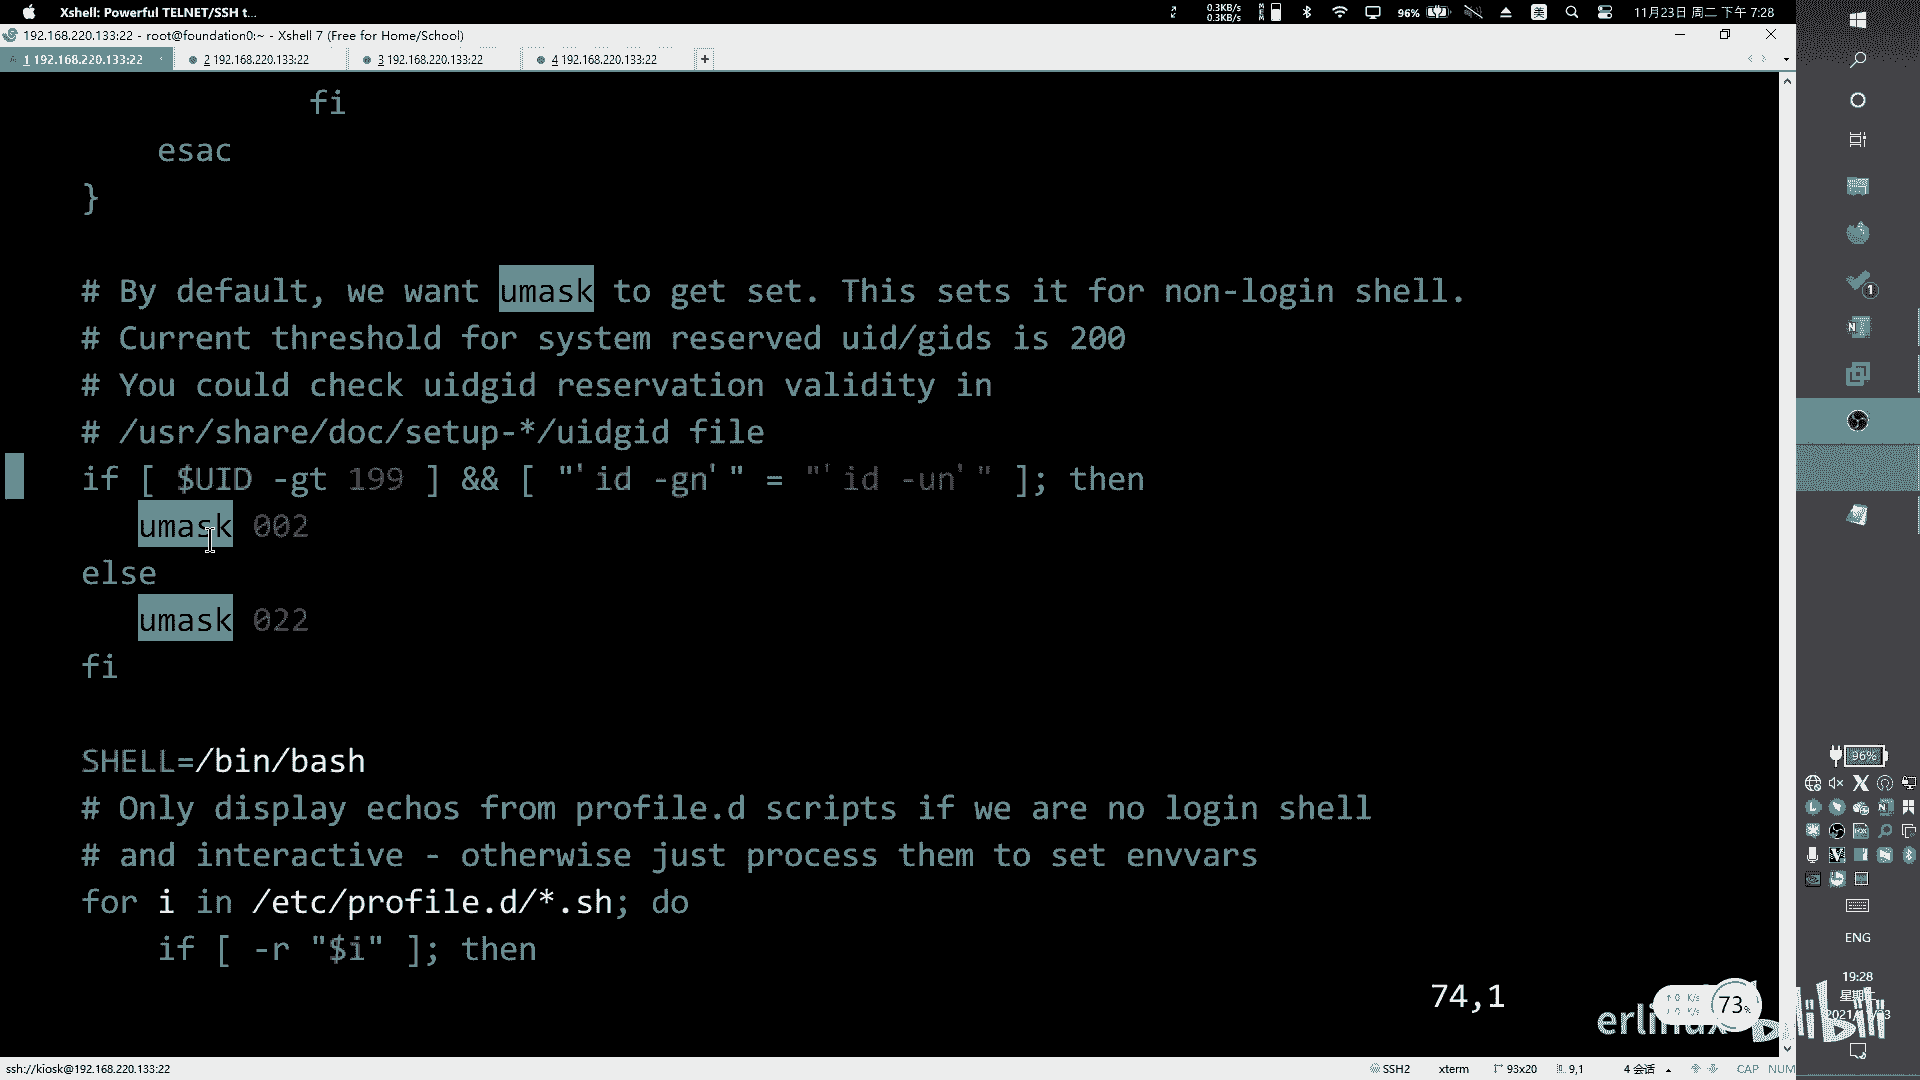 Xshell: Powerful TELNET/SSH t...
0.3KB/s
0.3KB/s
96%
美
11月23日 周二 下午 7:28
192.168.220.133:22 - root@foundation0:~ - Xshell 7 (Free for Home/School)
1 192.168.220.133:22
2 192.168.220.133:22
3 192.168.220.133:22
4 192.168.220.133:22
+
fi
esac
}
# By default, we want umask to get set. This sets it for non-login shell.
# Current threshold for system reserved uid/gids is 200
# You could check uidgid reservation validity in
# /usr/share/doc/setup-*/uidgid file
if [ $UID -gt 199 ] && [ "`id -gn`" = "`id -un`" ]; then
umask 002
else
umask 022
fi
SHELL=/bin/bash
# Only display echos from profile.d scripts if we are no login shell
# and interactive - otherwise just process them to set envvars
for i in /etc/profile.d/*.sh; do
if [ -r "$i" ]; then
74,1
73%
bilibili
1
96%
ENG
19:28
ssh://kiosk@192.168.220.133:22
SSH2
xterm
93x20
9,1
4 会话
CAP
NUM